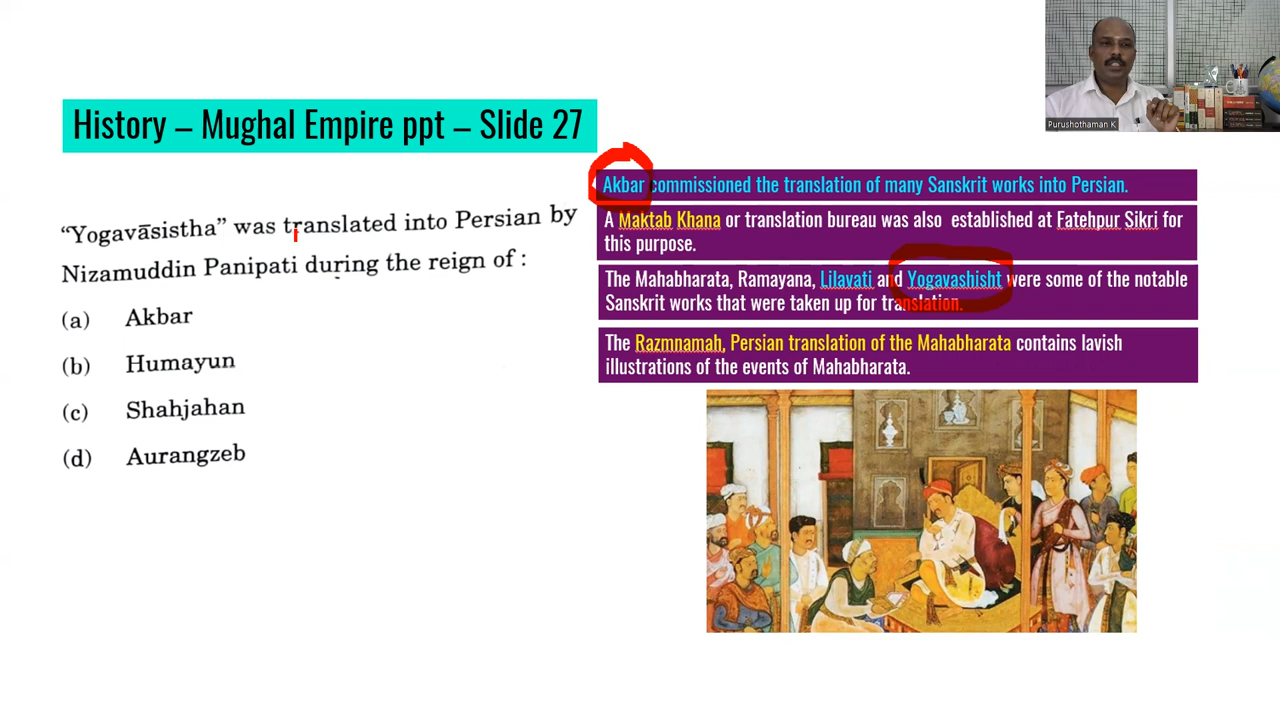 History – Mughal Empire ppt – Slide 27
“Yogavāsistha” was translated into Persian by
Nizamuddin Panipati during the reign of :
(a) Akbar
(b) Humayun
(c) Shahjahan
(d) Aurangzeb
Akbar commissioned the translation of many Sanskrit works into Persian.
A Maktab Khana or translation bureau was also established at Fatehpur Sikri for
this purpose.
The Mahabharata, Ramayana, Lilavati and Yogavashisht were some of the notable
Sanskrit works that were taken up for translation.
The Razmnamah, Persian translation of the Mahabharata contains lavish
illustrations of the events of Mahabharata.
Purushothaman K